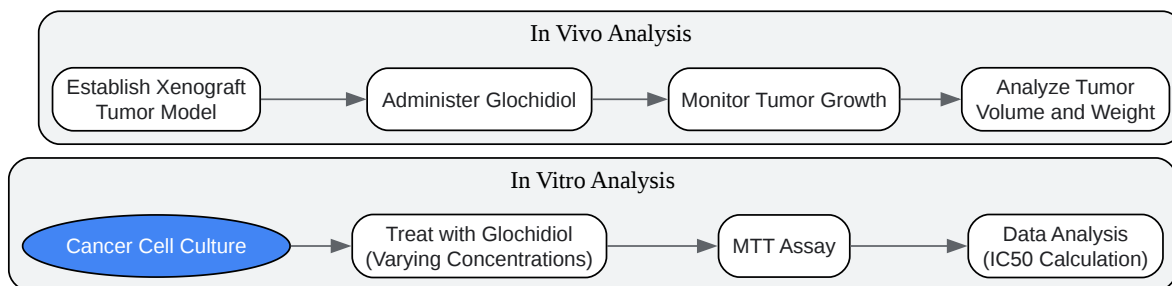 In Vivo Analysis
Establish Xenograft
Tumor Model
Administer Glochidiol
Monitor Tumor Growth
Analyze Tumor
Volume and Weight
In Vitro Analysis
Cancer Cell Culture
Treat with Glochidiol
(Varying Concentrations)
MTT Assay
Data Analysis
(IC50 Calculation)